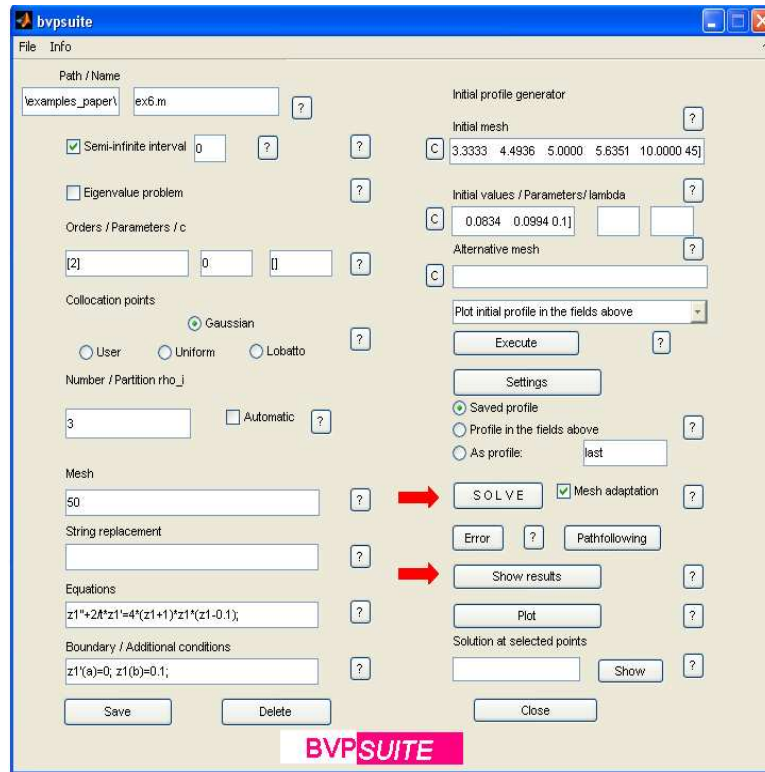 bvpsuite
File Info
Path / Name
\examples_paper\ ex6.m ?
Semi-infinite interval 0 ? ?
Eigenvalue problem ?
Orders / Parameters / c
[2] 0 [] ?
Collocation points
Gaussian ?
User Uniform Lobatto
Number / Partition rho_i
3 Automatic ?
Mesh
50 ?
String replacement
?
Equations
z1''+2/t*z1'=4*(z1+1)*z1*(z1-0.1); ?
Boundary / Additional conditions
z1'(a)=0; z1(b)=0.1; ?
Save Delete
Initial profile generator
Initial mesh ?
C 3.3333 4.4936 5.0000 5.6351 10.0000 45]
Initial values / Parameters/ lambda ?
C 0.0834 0.0994 0.1]
Alternative mesh ?
C
Plot initial profile in the fields above
Execute ?
Settings
Saved profile
Profile in the fields above ?
As profile: last
S O L V E Mesh adaptation ?
Error ? Pathfollowing
Show results ?
Plot ?
Solution at selected points
Show ?
Close
BVPSUITE